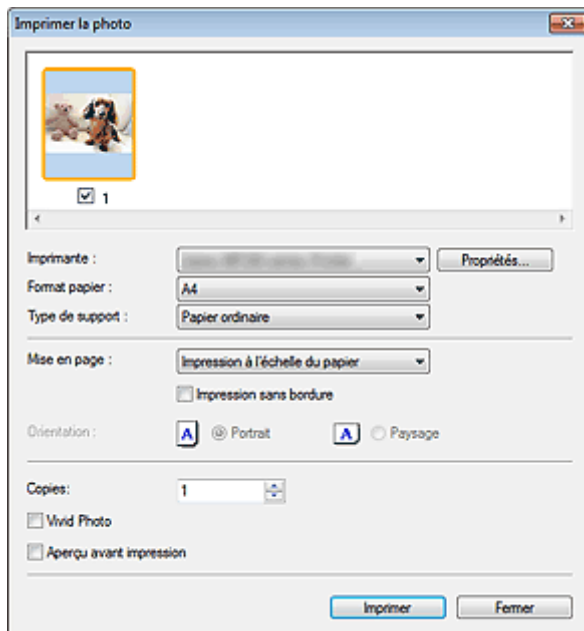 Imprimer la photo
1
Imprimante :
Propriétés...
Format papier :
A4
Type de support :
Papier ordinaire
Mise en page :
Impression à l'échelle du papier
Impression sans bordure
Orientation :
A
Portrait
A
Paysage
Copies:
1
Vivid Photo
Aperçu avant impression
Imprimer
Fermer